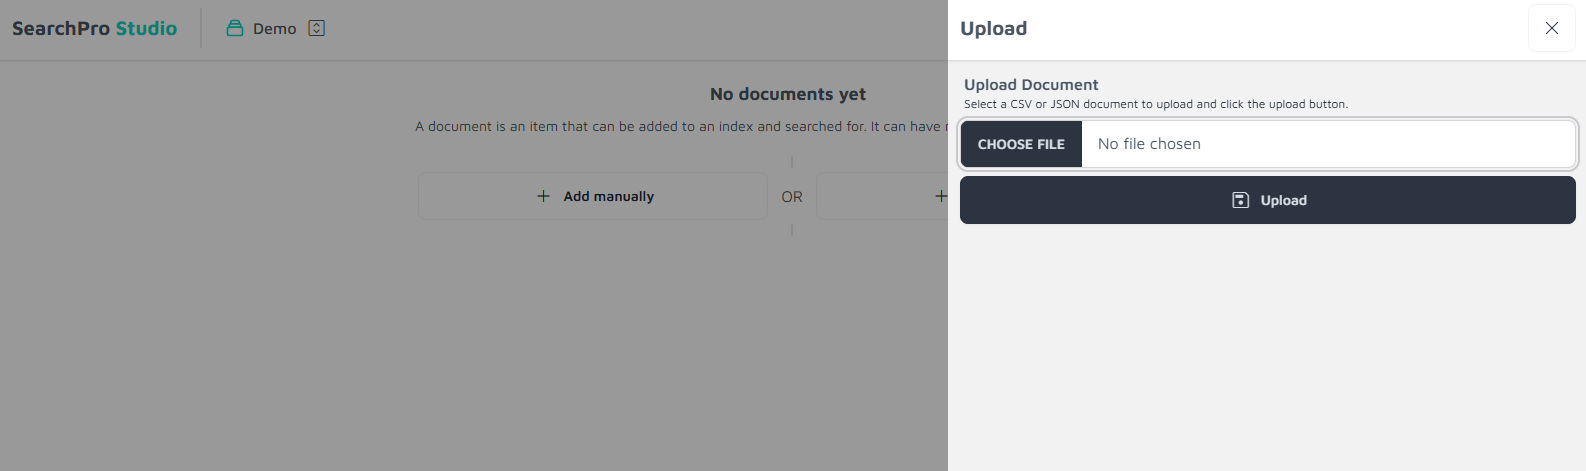 SearchPro Studio
Demo
Upload
No documents yet
A document is an item that can be added to an index and searched for. It can have
Add manually
OR
Upload Document
Select a CSV or JSON document to upload and click the upload button.
CHOOSE FILE
No file chosen
Upload